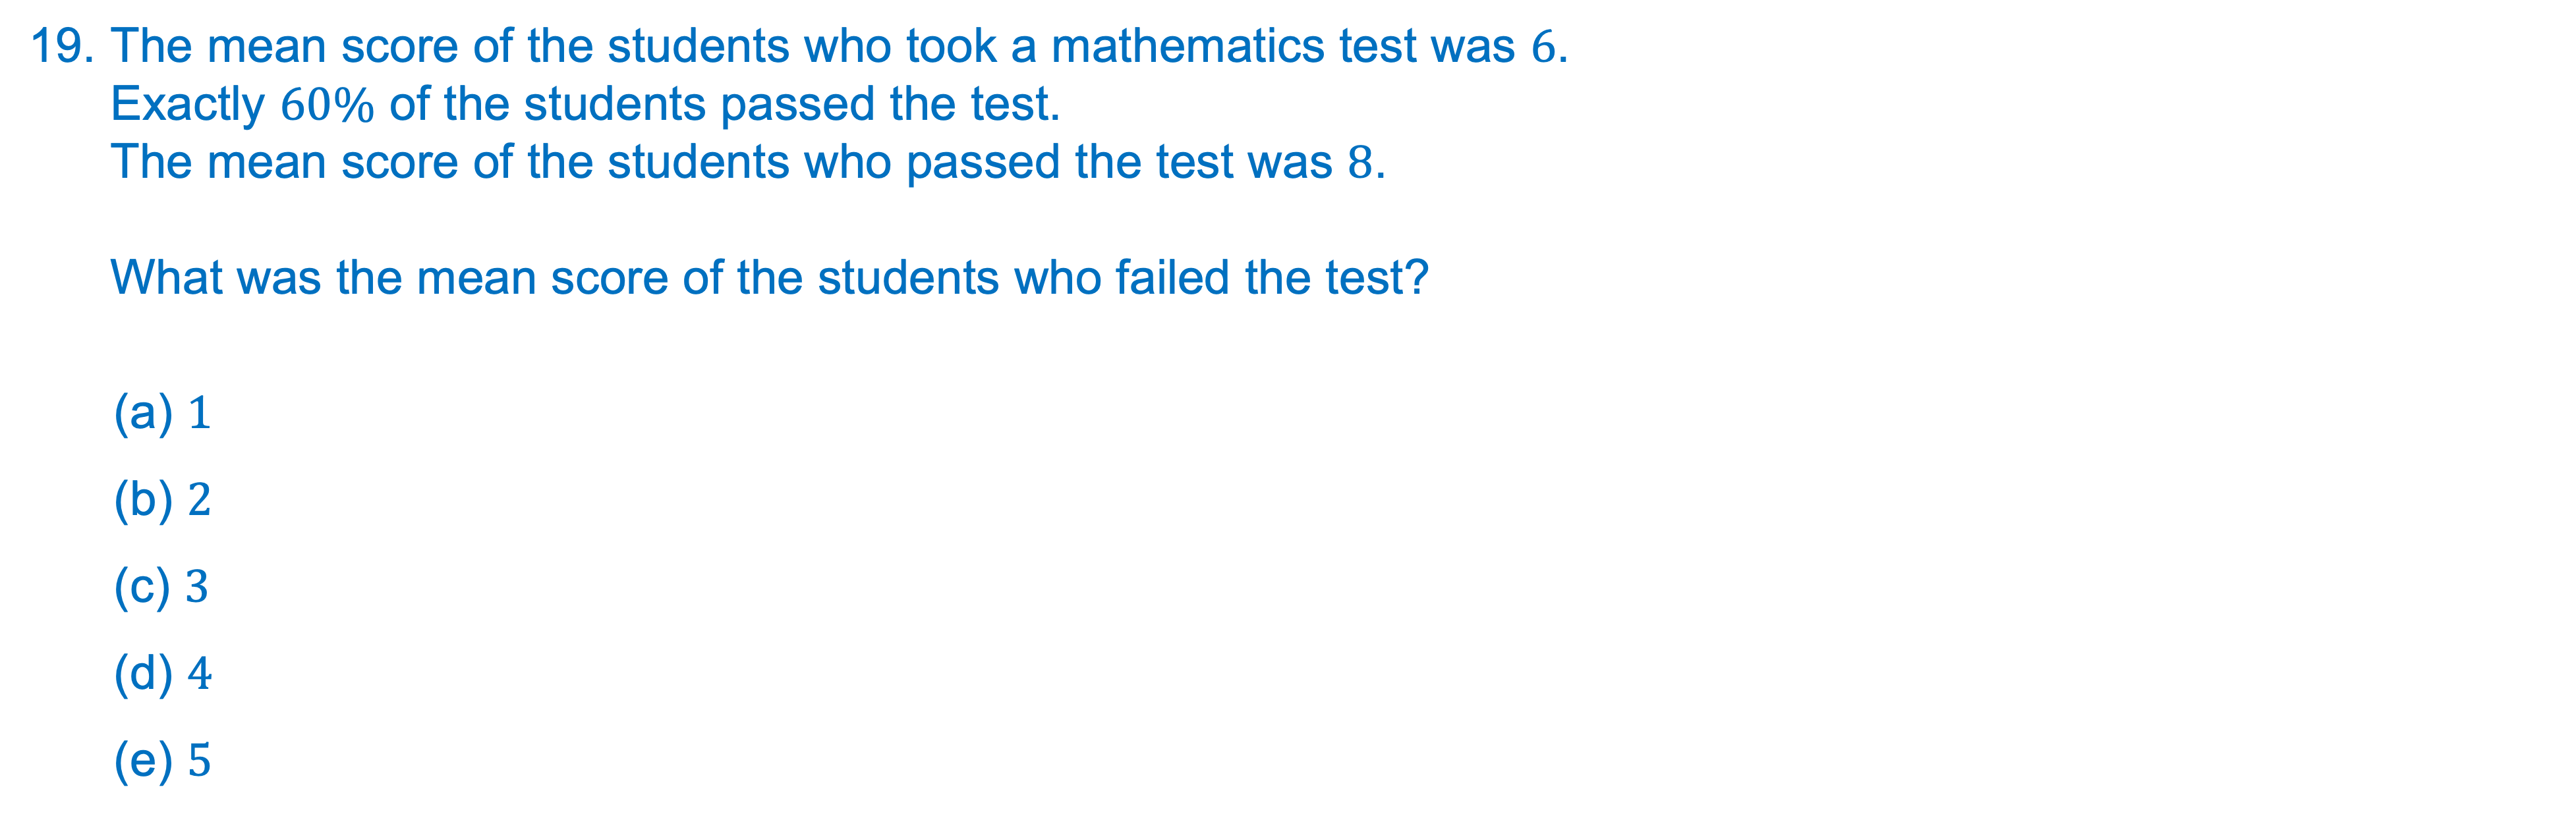 19. The mean score of the students who took a mathematics test was 6.
Exactly 60% of the students passed the test.
The mean score of the students who passed the test was 8.
What was the mean score of the students who failed the test?
(a) 1
(b) 2
(c) 3
(d) 4
(e) 5